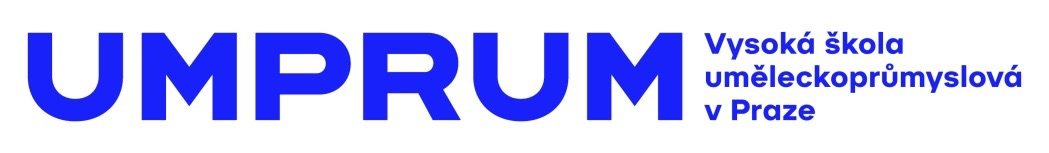 UMPRUM
Vysoká škola
uměleckoprůmyslová
v Praze